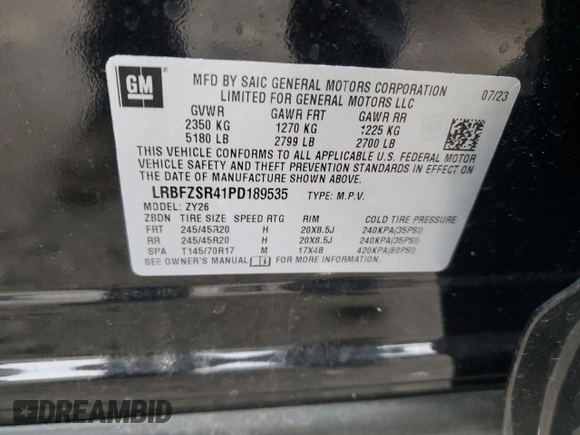 GM
MFD BY SAIC GENERAL MOTORS CORPORATION 07/23
LIMITED FOR GENERAL MOTORS LLC
GVWR GAWR FRT GAWR RR
2350 KG 1270 KG 1225 KG
5180 LB 2799 LB 2700 LB
THIS VEHICLE CONFORMS TO ALL APPLICABLE U.S. FEDERAL MOTOR
VEHICLE SAFETY AND THEFT PREVENTION STANDARDS IN EFFECT ON
THE DATE OF MANUFACTURE SHOWN ABOVE.
LRBFZSR41PD189535 TYPE: M.P.V.
MODEL: ZY26
ZBDN TIRE SIZE SPEED RTG RIM COLD TIRE PRESSURE
FRT 245/45R20 H 20X8.5J 240KPA(35PSI)
RR 245/45R20 H 20X8.5J 240KPA(35PSI)
SPA T145/70R17 M 17X4B 420KPA(60PSI)
SEE OWNER'S MANUAL FOR MORE INFORMATION.
DREAMBID